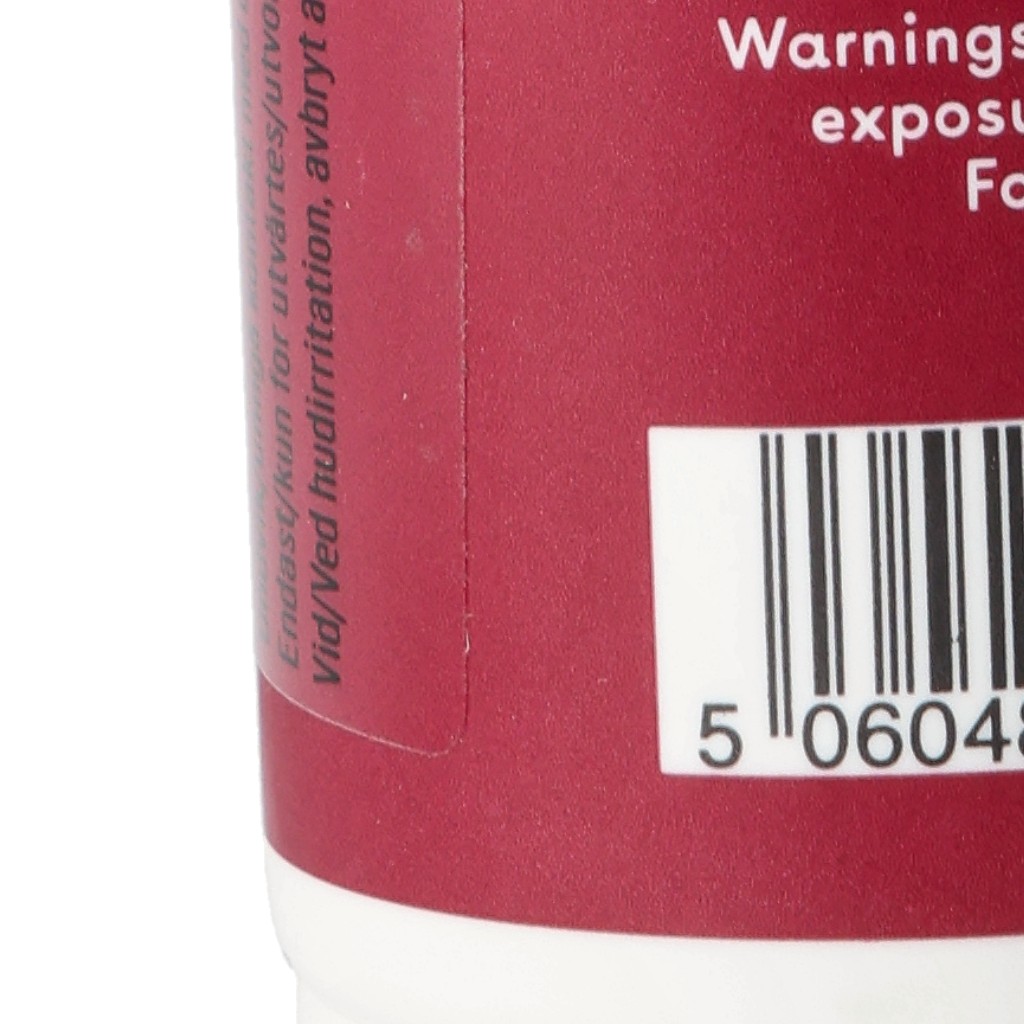 Warnings
exposu
Fo
Endast/kun for utvärtes/utvo
Vid/Ved hudirritation, avbryt a
5 06048